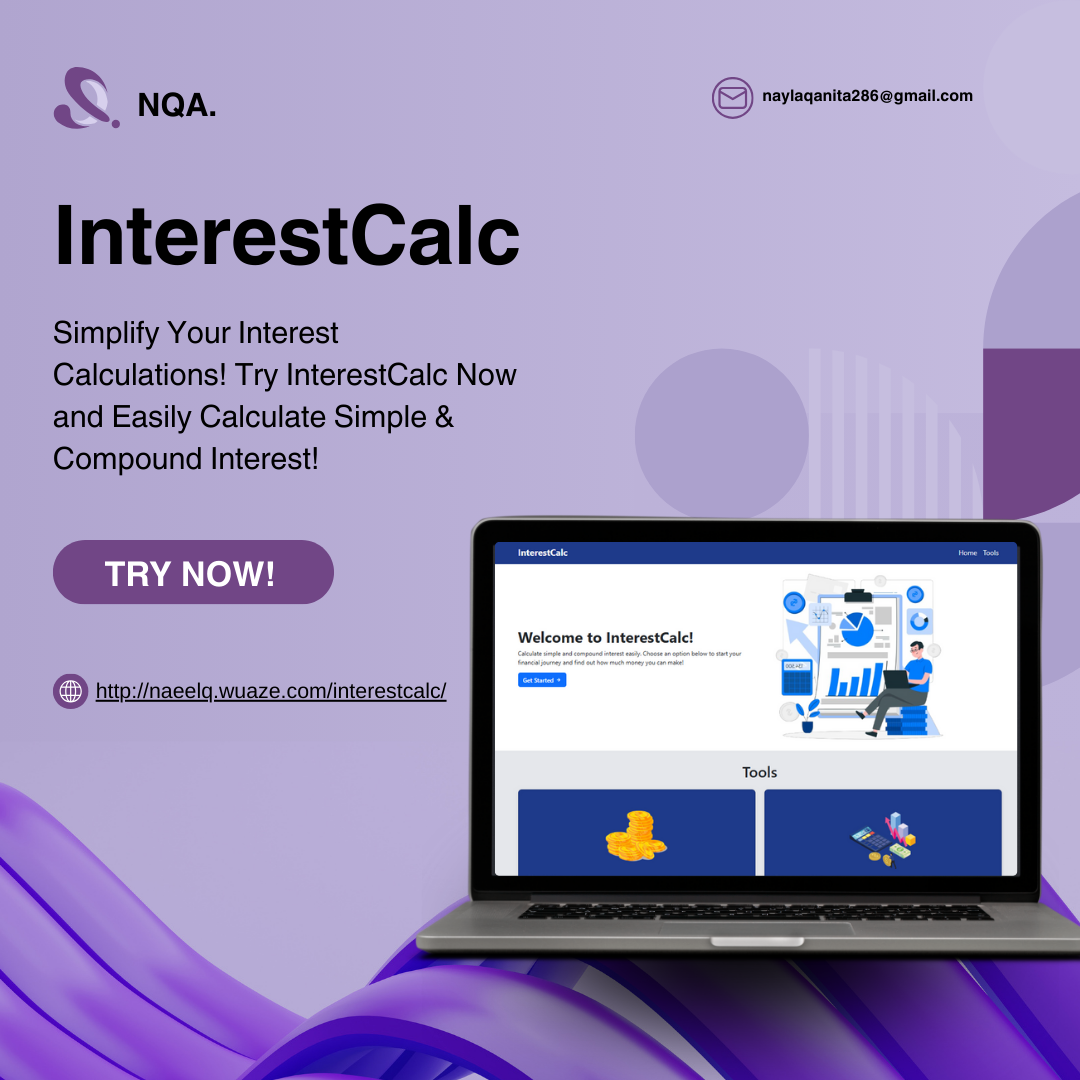 NQA.
naylaqanita286@gmail.com
InterestCalc
Simplify Your Interest
Calculations! Try InterestCalc Now
and Easily Calculate Simple &
Compound Interest!
TRY NOW!
http://naeelq.wuaze.com/interestcalc/
InterestCalc
Home Tools
Welcome to InterestCalc!
Calculate simple and compound interest easily. Choose an option below to start your
financial journey and find out how much money you can make!
Get Started
Tools